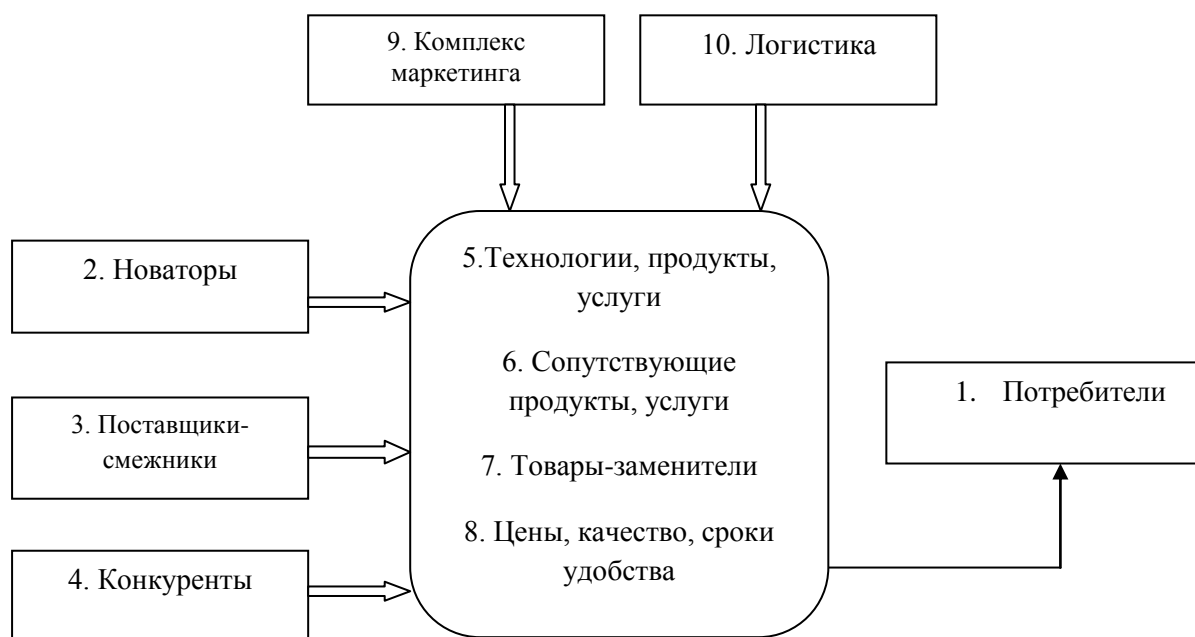 9. Комплекс
маркетинга
10. Логистика
2. Новаторы
3. Поставщики-
смежники
4. Конкуренты
5.Технологии, продукты,
услуги
6. Сопутствующие
продукты, услуги
7. Товары-заменители
8. Цены, качество, сроки
удобства
1. Потребители